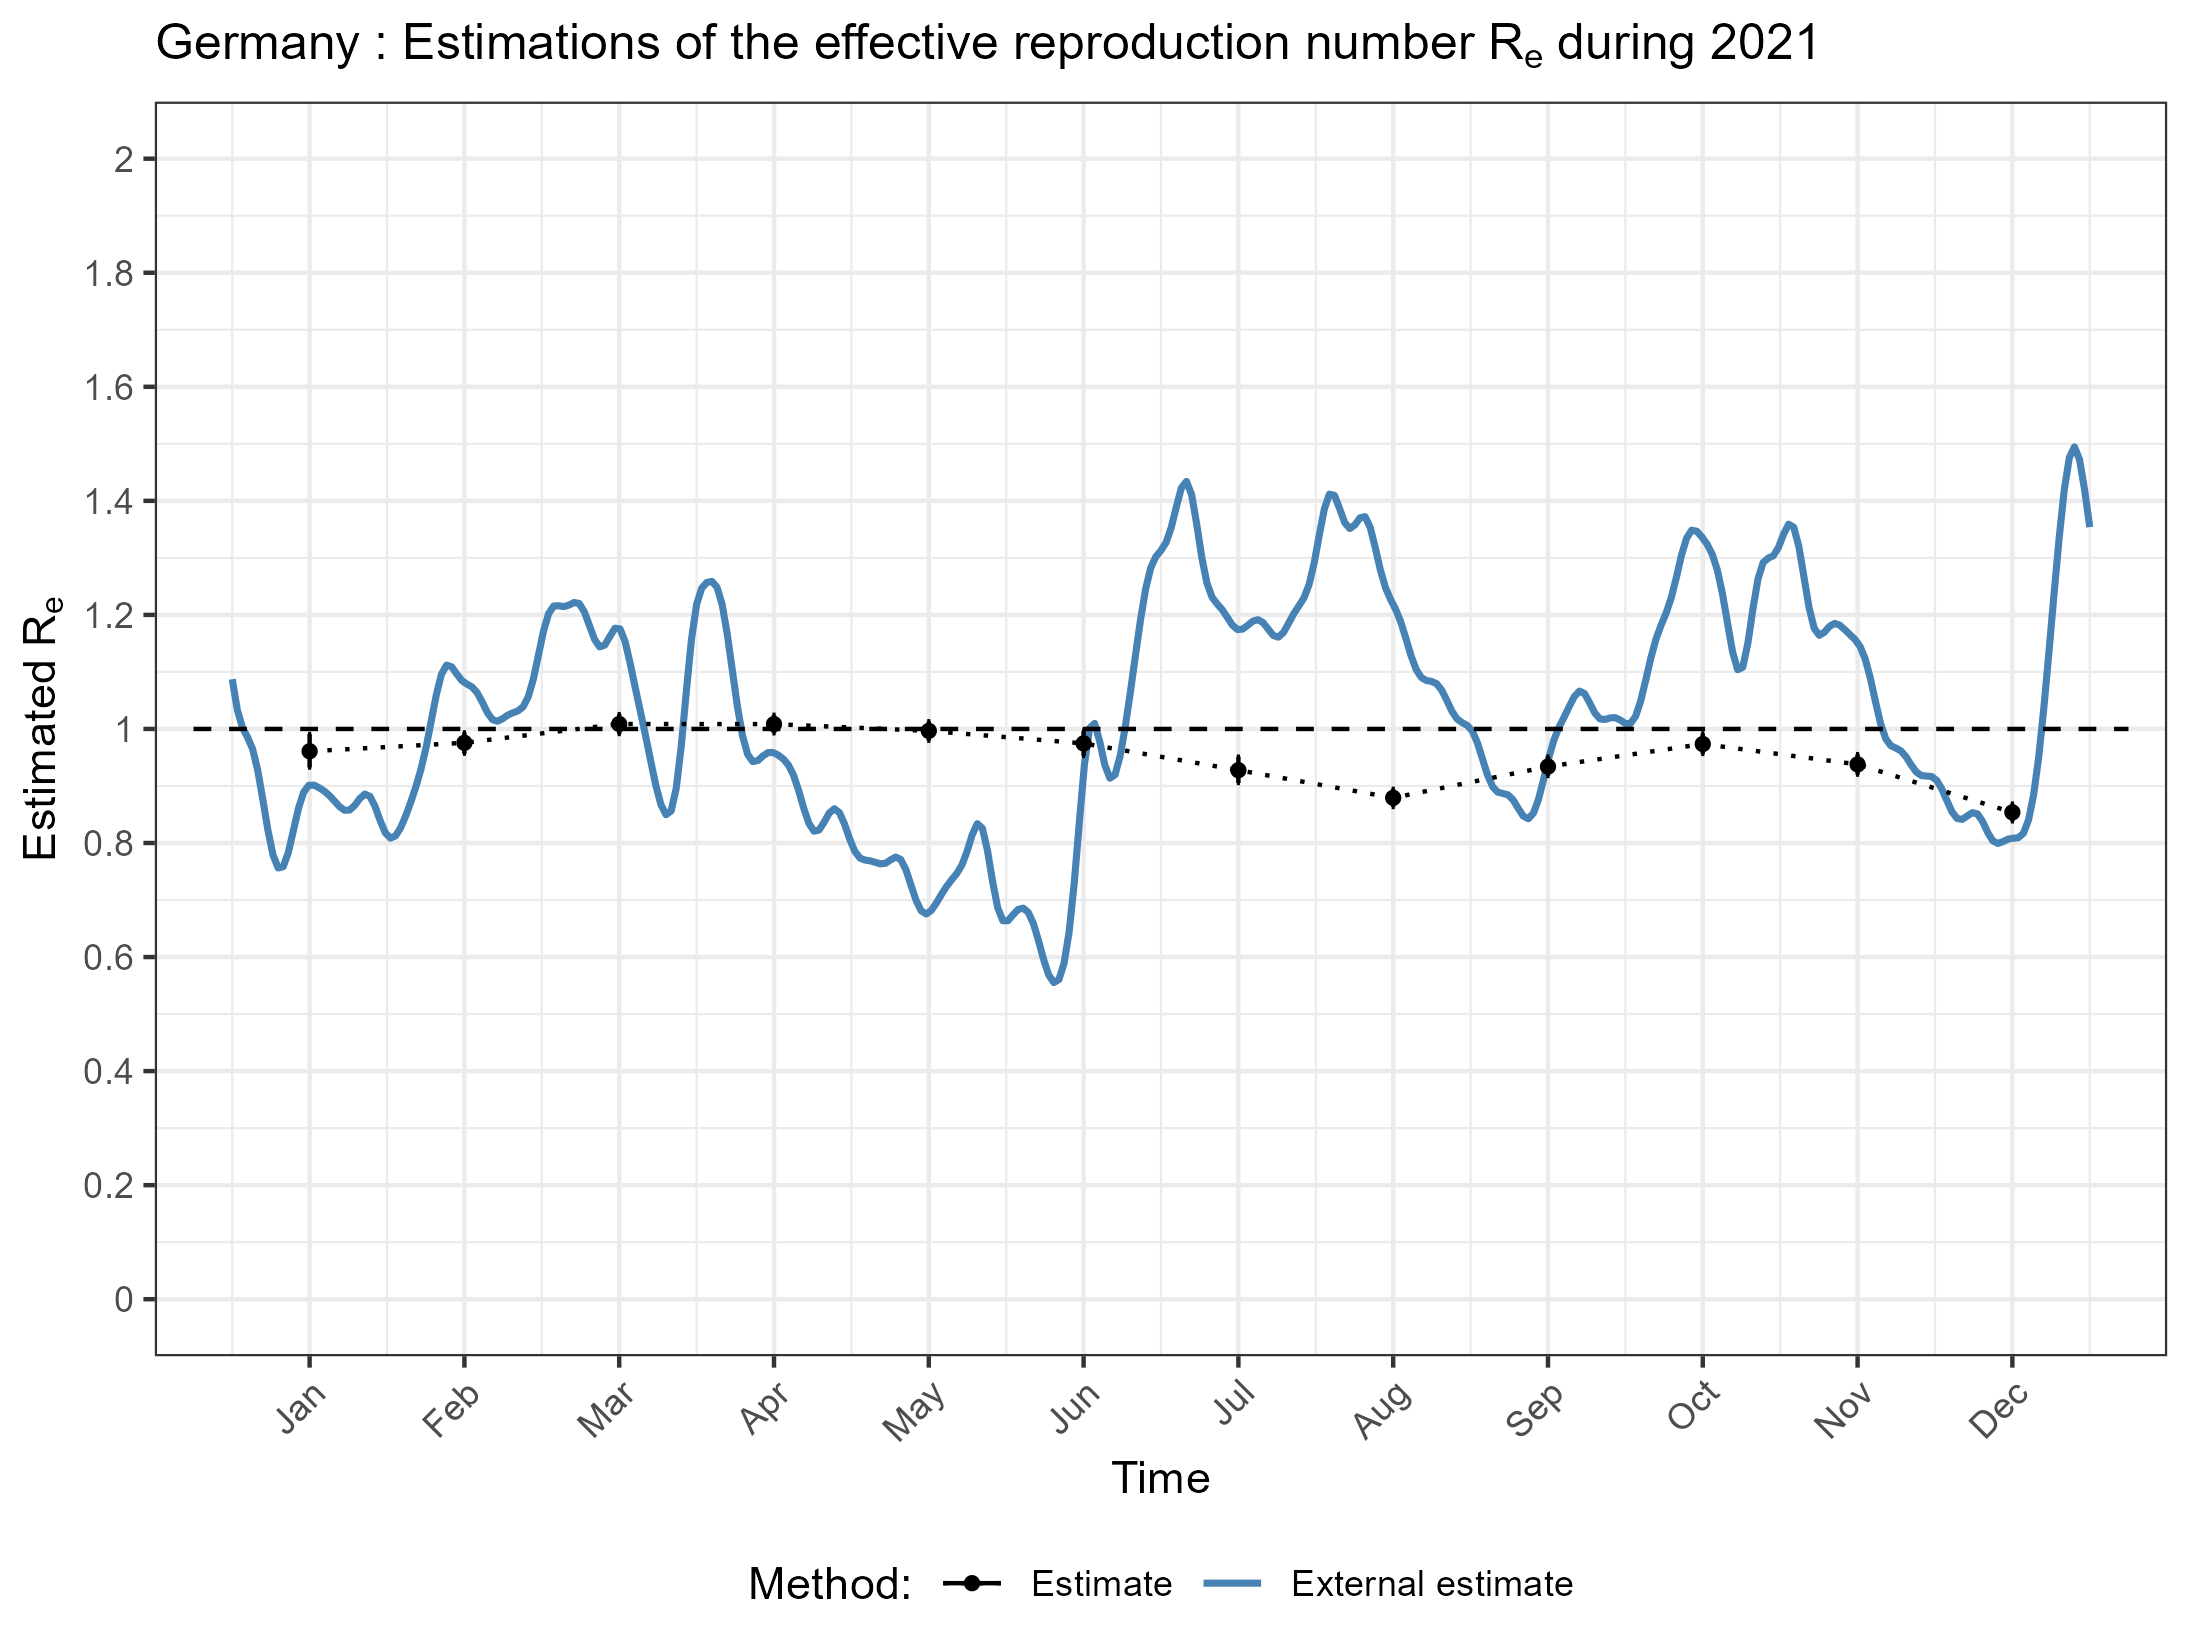 Germany : Estimations of the effective reproduction number Re during 2021
Estimated Re
2
1.8
1.6
1.4
1.2
1
0.8
0.6
0.4
0.2
0
Jan Feb Mar Apr May Jun Jul Aug Sep Oct Nov Dec
Time
Method: Estimate External estimate